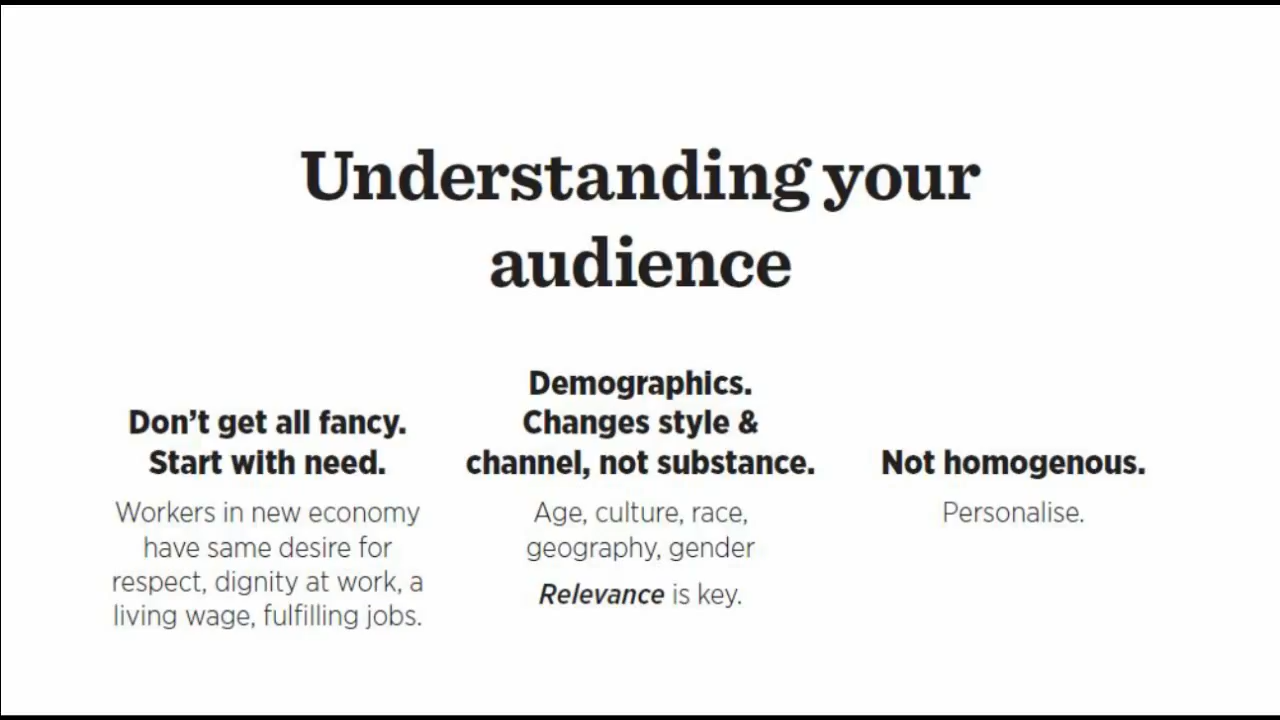 Understanding your
audience
Don't get all fancy.
Start with need.
Workers in new economy
have same desire for
respect, dignity at work, a
living wage, fulfilling jobs.
Demographics.
Changes style &
channel, not substance.
Age, culture, race,
geography, gender
Relevance is key.
Not homogenous.
Personalise.